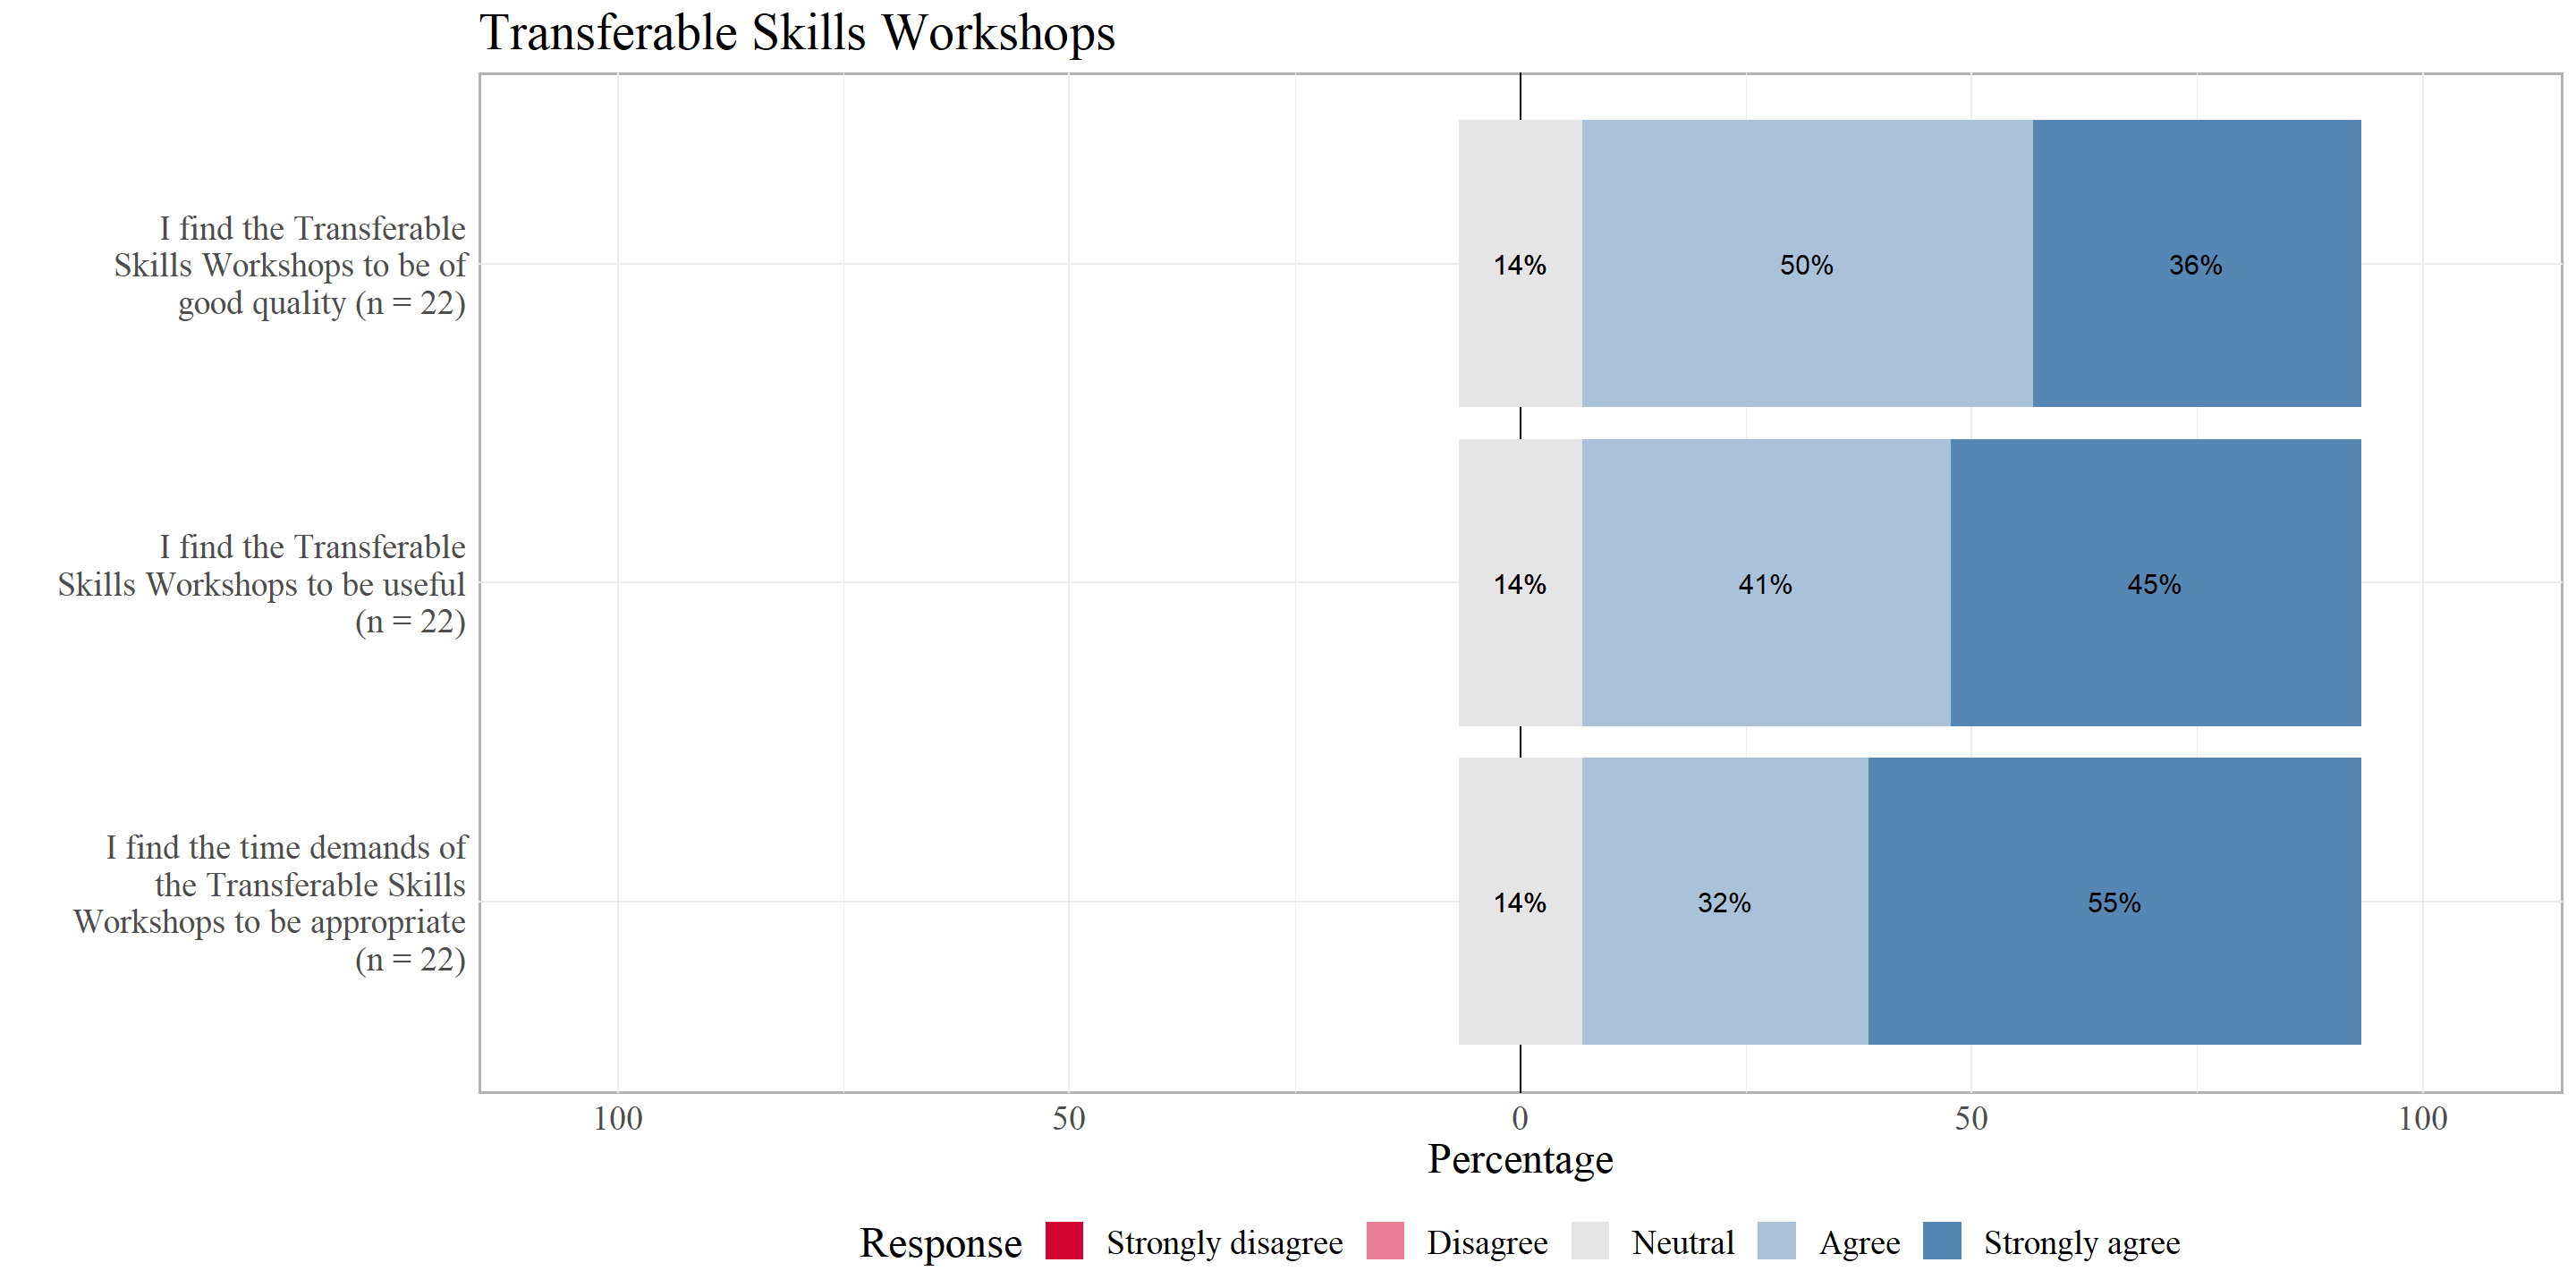 Transferable Skills Workshops
I find the Transferable
Skills Workshops to be of
good quality (n = 22)
14% 50% 36%
I find the Transferable
Skills Workshops to be useful
(n = 22)
14% 41% 45%
I find the time demands of
the Transferable Skills
Workshops to be appropriate
(n = 22)
14% 32% 55%
100 50 0 50 100
Percentage
Response Strongly disagree Disagree Neutral Agree Strongly agree